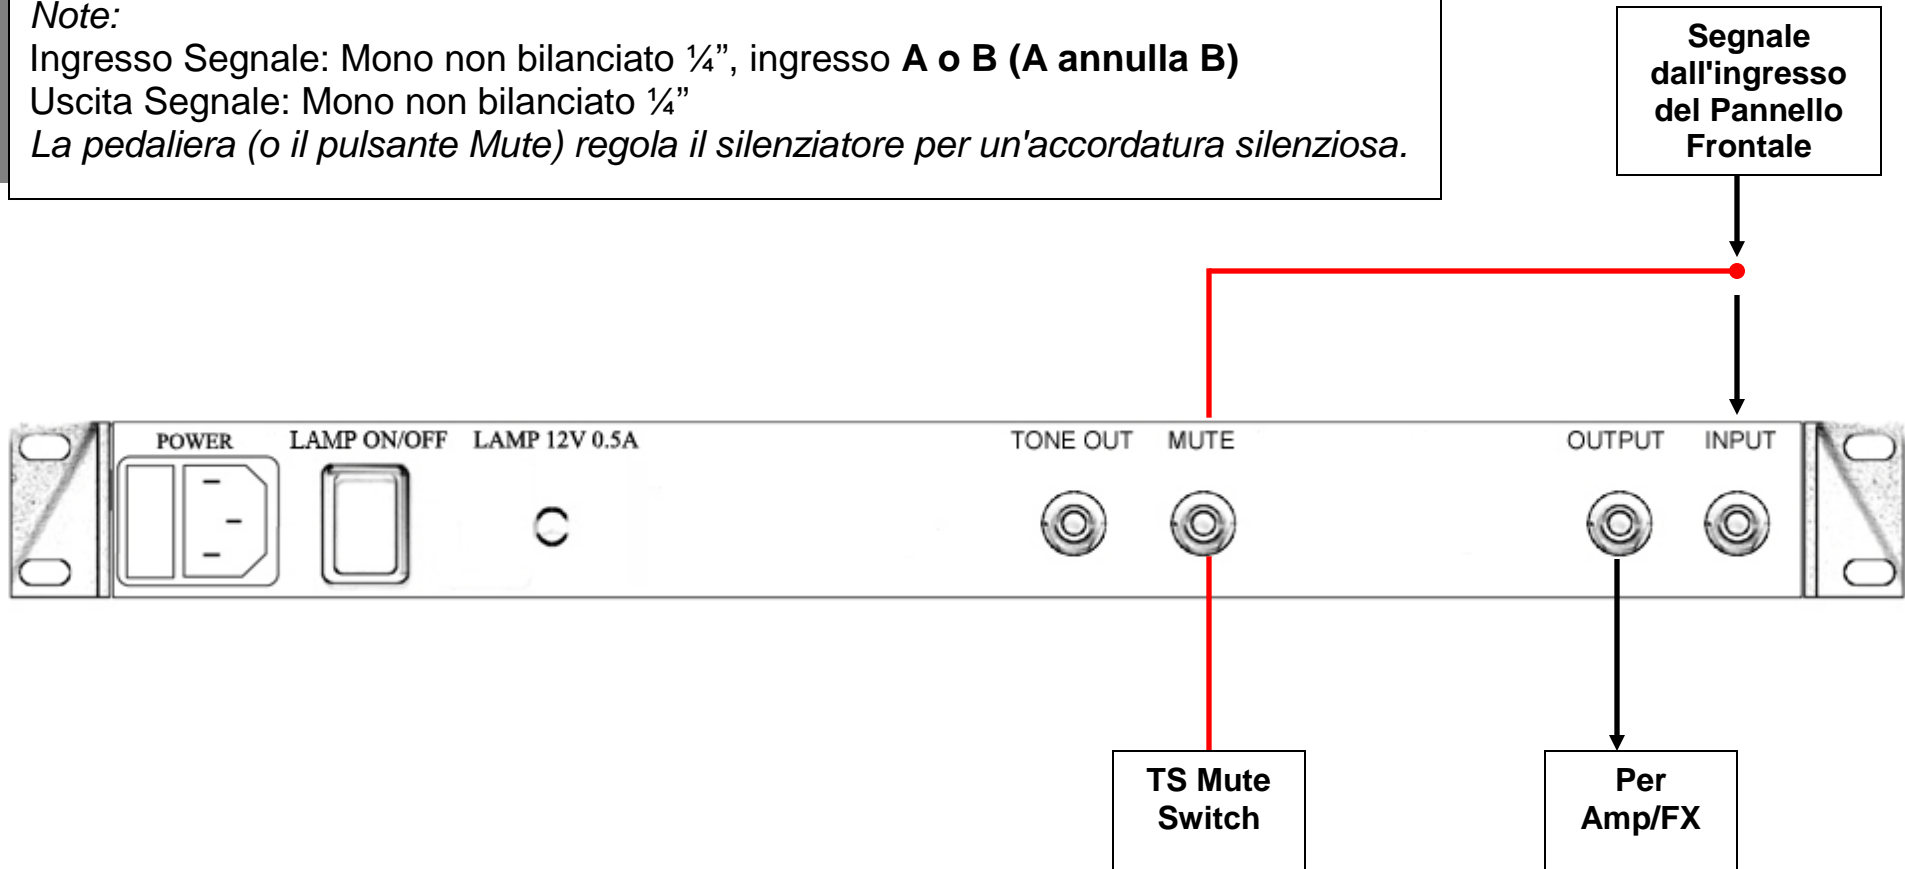 Note:
Ingresso Segnale: Mono non bilanciato ¼”, ingresso A o B (A annulla B)
Uscita Segnale: Mono non bilanciato ¼”
La pedaliera (o il pulsante Mute) regola il silenziatore per un'accordatura silenziosa.
Segnale
dall'ingresso
del Pannello
Frontale
POWER LAMP ON/OFF LAMP 12V 0.5A TONE OUT MUTE OUTPUT INPUT
TS Mute
Switch
Per
Amp/FX